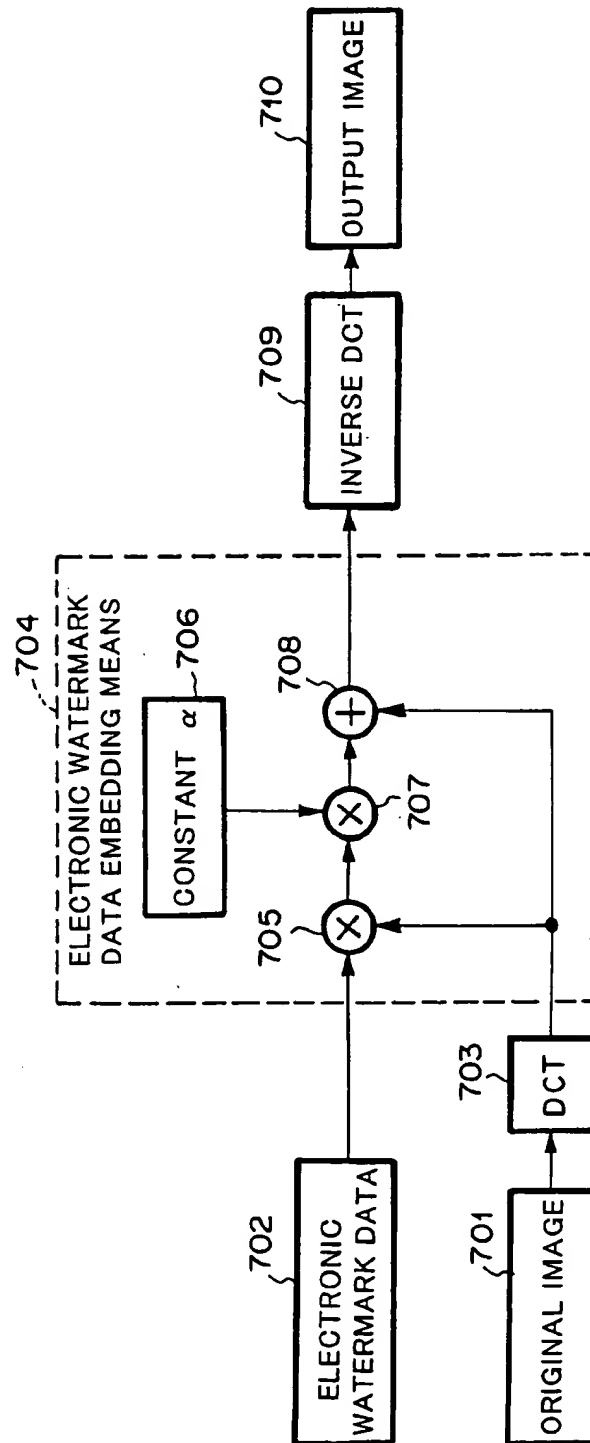 704
ELECTRONIC WATERMARK
DATA EMBEDDING MEANS
706
CONSTANT α
702
ELECTRONIC
WATERMARK DATA
705
×
707
×
708
+
709
INVERSE DCT
710
OUTPUT IMAGE
701
ORIGINAL IMAGE
703
DCT